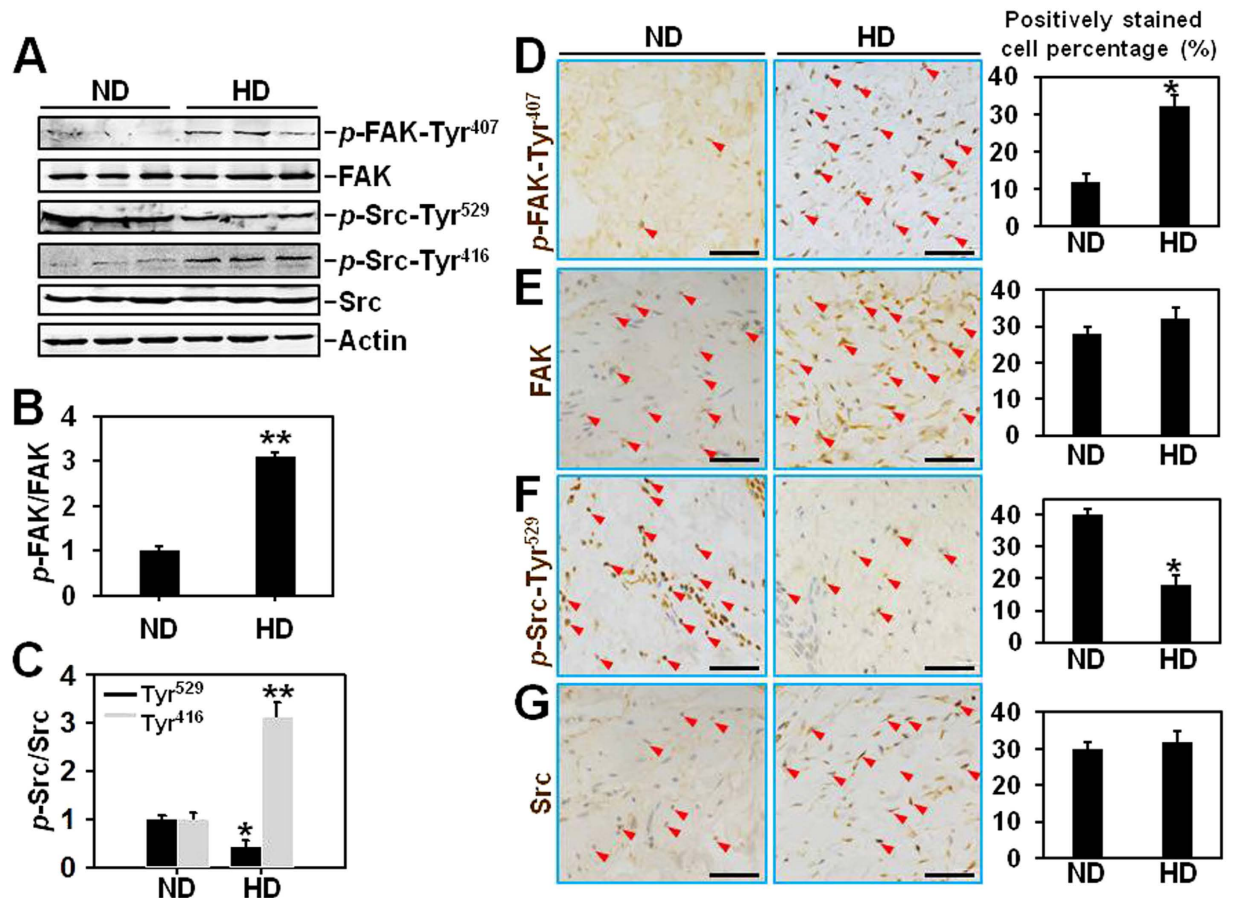 A
ND HD
p-FAK-Tyr407
FAK
p-Src-Tyr529
p-Src-Tyr416
Src
Actin
B
p-FAK/FAK
4
3
2
1
0
ND HD
**
C
p-Src/Src
4
3
2
1
0
Tyr529
Tyr416
*
**
ND HD
ND HD
Positively stained
cell percentage (%)
D
p-FAK-Tyr407
40
30
20
10
0
*
ND HD
E
FAK
40
30
20
10
0
ND HD
F
p-Src-Tyr529
40
30
20
10
0
*
ND HD
G
Src
40
30
20
10
0
ND HD